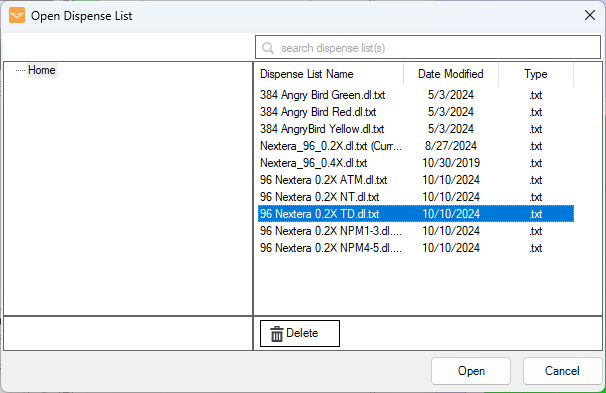 Open Dispense List
search dispense list(s)
Home
Dispense List Name Date Modified Type
384 Angry Bird Green.dl.txt 5/3/2024 .txt
384 Angry Bird Red.dl.txt 5/3/2024 .txt
384 AngryBird Yellow.dl.txt 5/3/2024 .txt
Nextera_96_0.2X.dl.txt (Curr... 8/27/2024 .txt
Nextera_96_0.4X.dl.txt 10/30/2019 .txt
96 Nextera 0.2X ATM.dl.txt 10/10/2024 .txt
96 Nextera 0.2X NT.dl.txt 10/10/2024 .txt
96 Nextera 0.2X TD.dl.txt 10/10/2024 .txt
96 Nextera 0.2X NPM1-3.dl.... 10/10/2024 .txt
96 Nextera 0.2X NPM4-5.dl.... 10/10/2024 .txt
Delete
Open Cancel